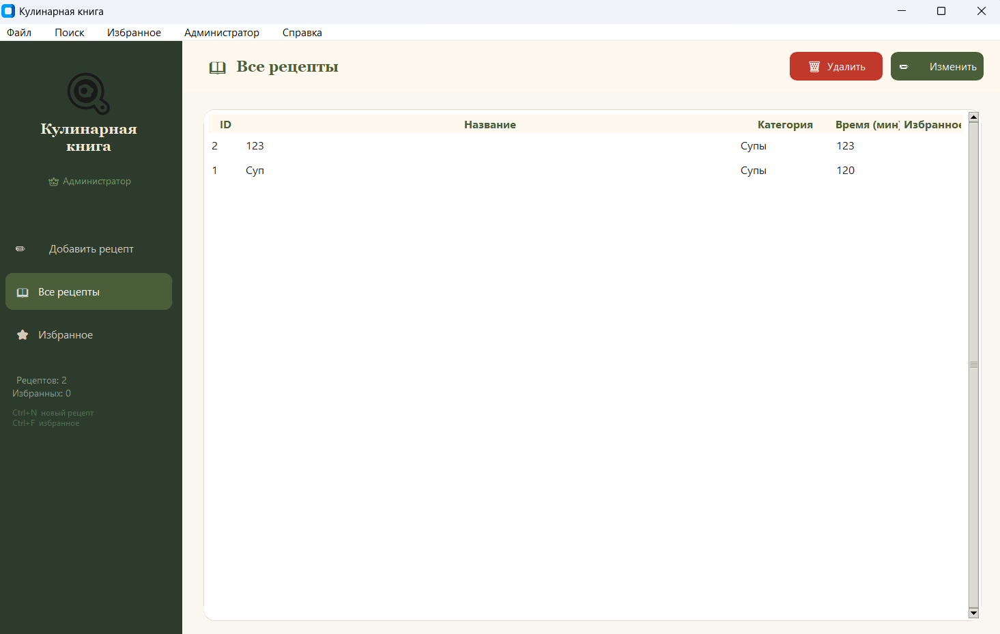 Кулинарная книга
Файл Поиск Избранное Администратор Справка
Кулинарная
книга
Администратор
Добавить рецепт
Все рецепты
Избранное
Рецептов: 2
Избранных: 0
Ctrl+N новый рецепт
Ctrl+F избранное
Все рецепты
Удалить
Изменить
ID Название Категория Время (мин) Избранное
2 123 Супы 123
1 Суп Супы 120